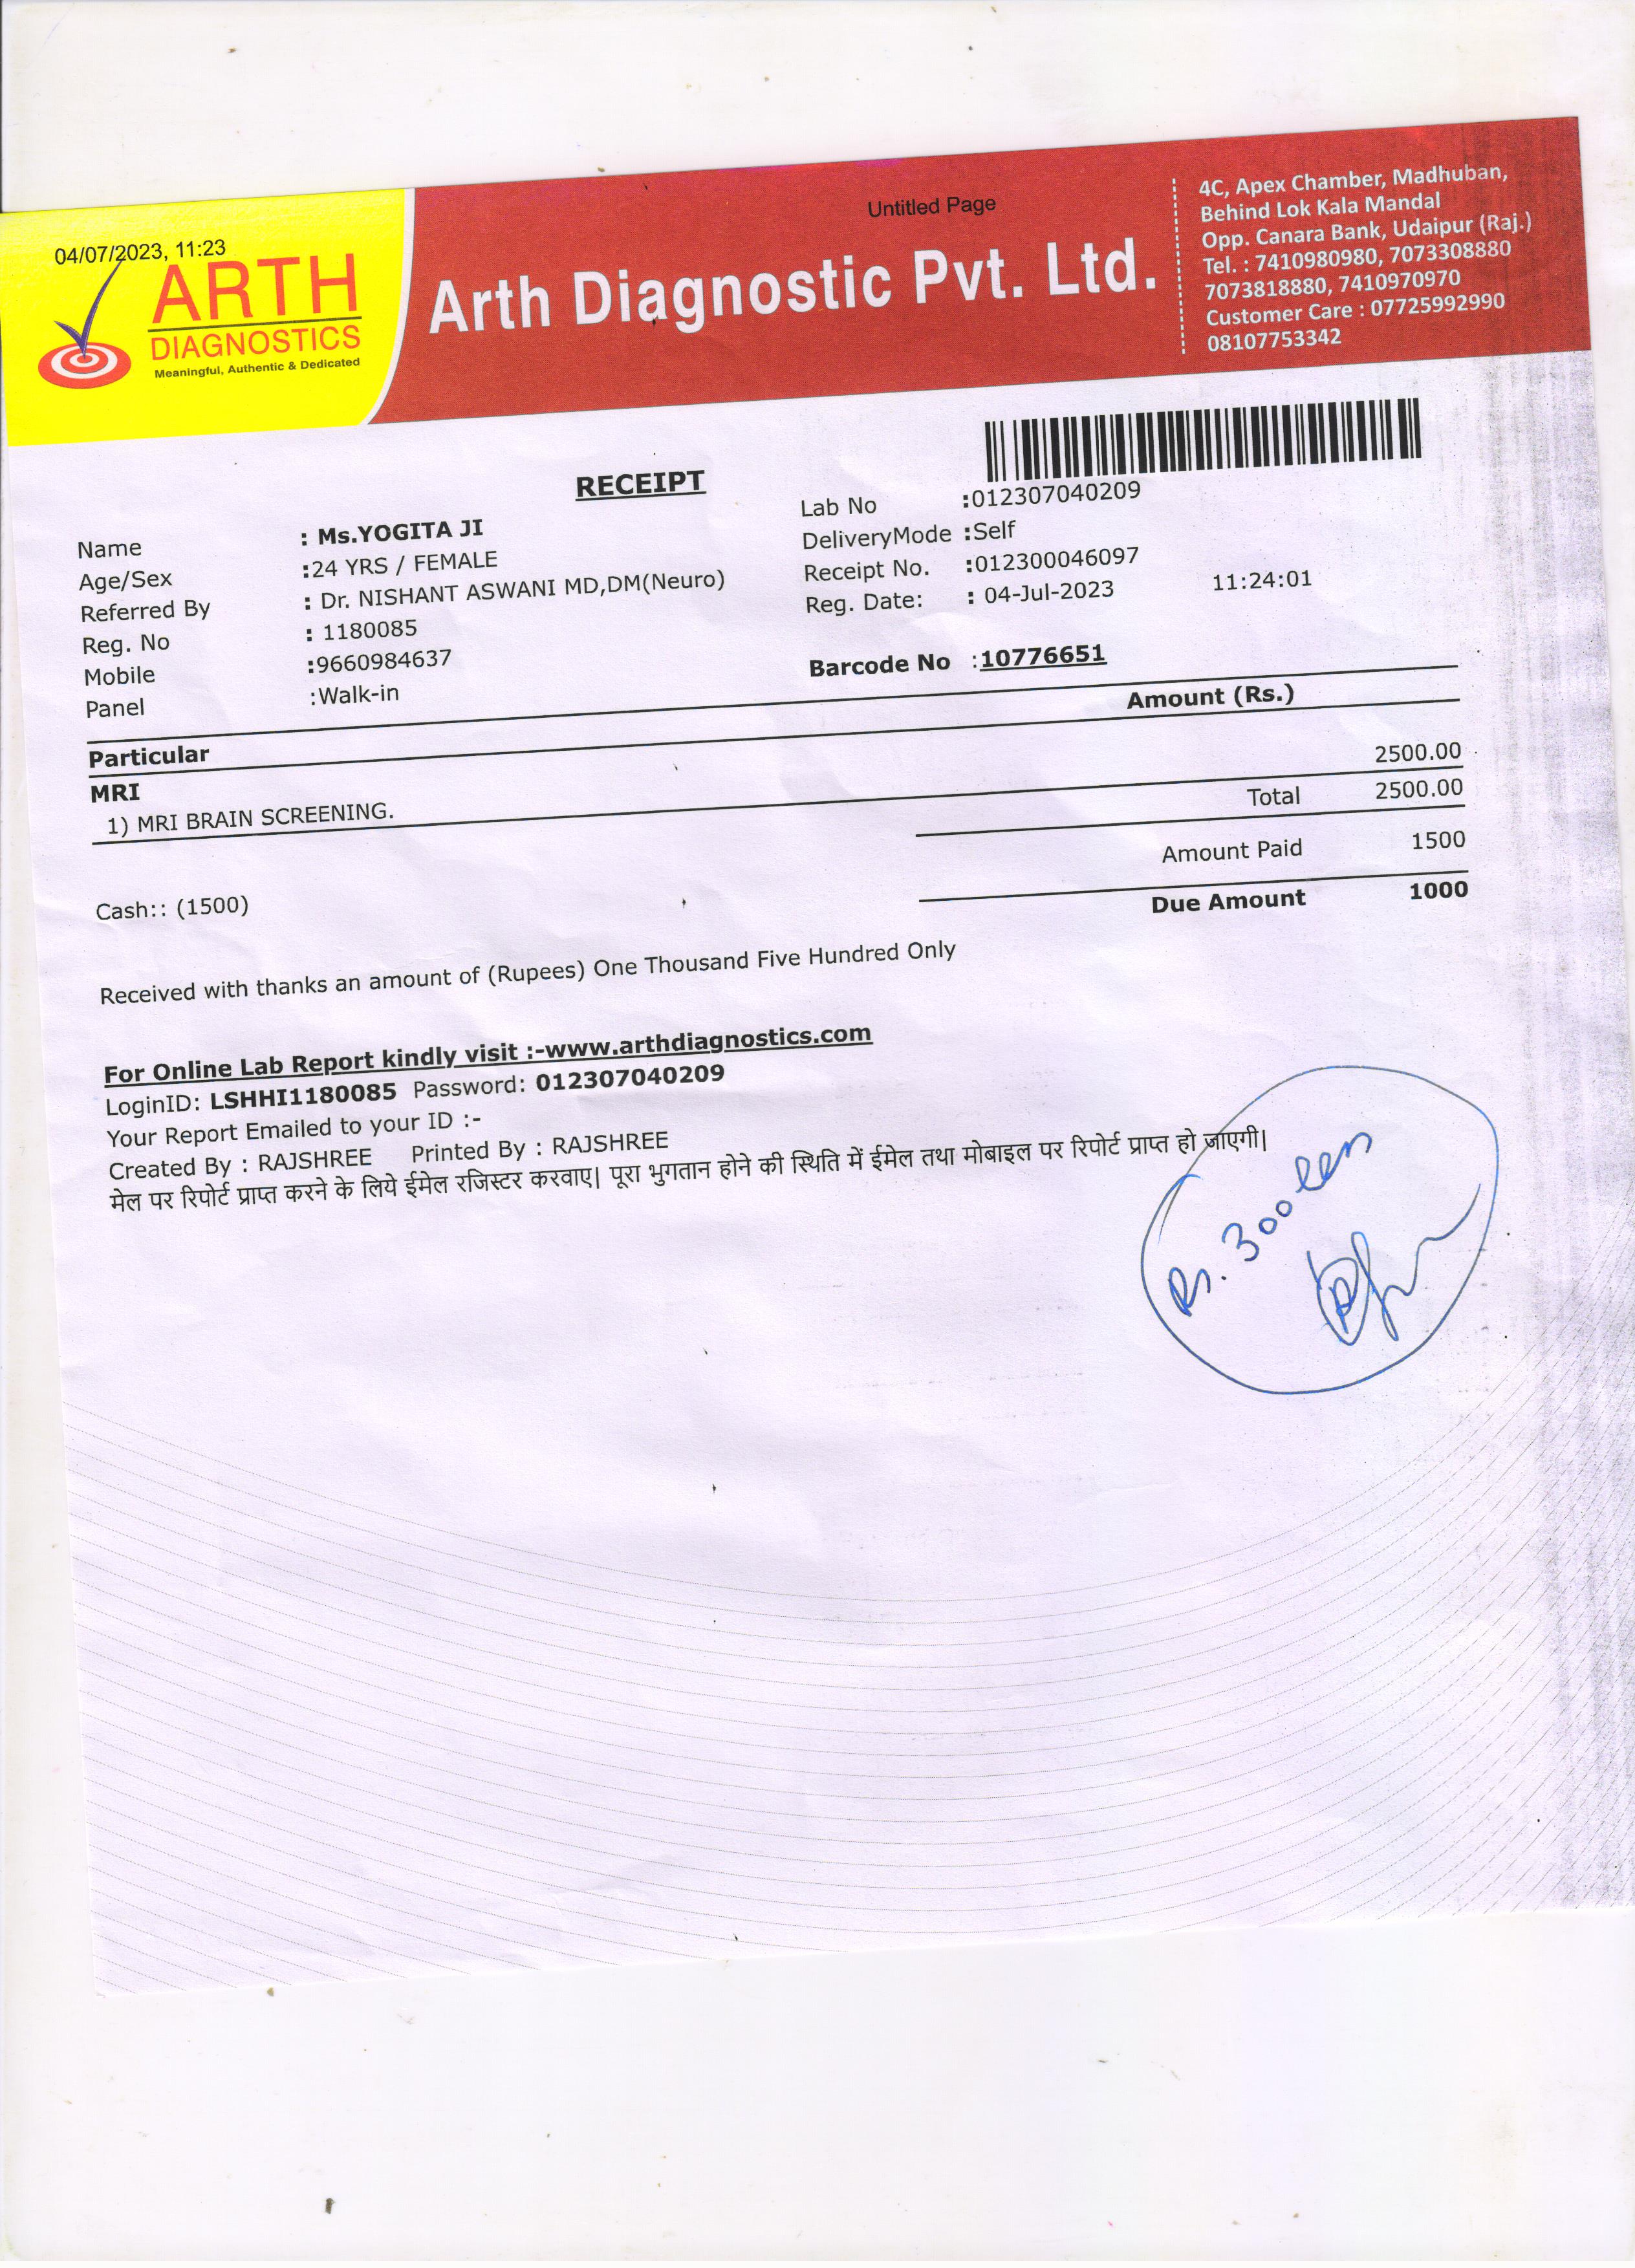 04/07/2023, 11:23
Untitled Page
ARTH
DIAGNOSTICS
Meaningful, Authentic & Dedicated
Arth Diagnostic Pvt. Ltd.
4C, Apex Chamber, Madhuban,
Behind Lok Kala Mandal
Opp. Canara Bank, Udaipur (Raj.)
Tel. : 7410980980, 7073308880
7073818880, 7410970970
Customer Care : 07725992990
08107753342
RECEIPT
Name : Ms.YOGITA JI
Age/Sex :24 YRS / FEMALE
Referred By : Dr. NISHANT ASWANI MD,DM(Neuro)
Reg. No : 1180085
Mobile :9660984637
Panel :Walk-in
Lab No :012307040209
DeliveryMode :Self
Receipt No. :012300046097
Reg. Date: : 04-Jul-2023 11:24:01
Barcode No :10776651
Particular Amount (Rs.)
MRI
1) MRI BRAIN SCREENING. 2500.00
Total 2500.00
Amount Paid 1500
Cash:: (1500)
Due Amount 1000
Received with thanks an amount of (Rupees) One Thousand Five Hundred Only
For Online Lab Report kindly visit :-www.arthdiagnostics.com
LoginID: LSHHI1180085 Password: 012307040209
Your Report Emailed to your ID :-
Created By : RAJSHREE Printed By : RAJSHREE
मेल पर रिपोर्ट प्राप्त करने के लिये ईमेल रजिस्टर करवाए। पूरा भुगतान होने की स्थिति में ईमेल तथा मोबाइल पर रिपोर्ट प्राप्त हो जाएगी।
Rs. 300 less